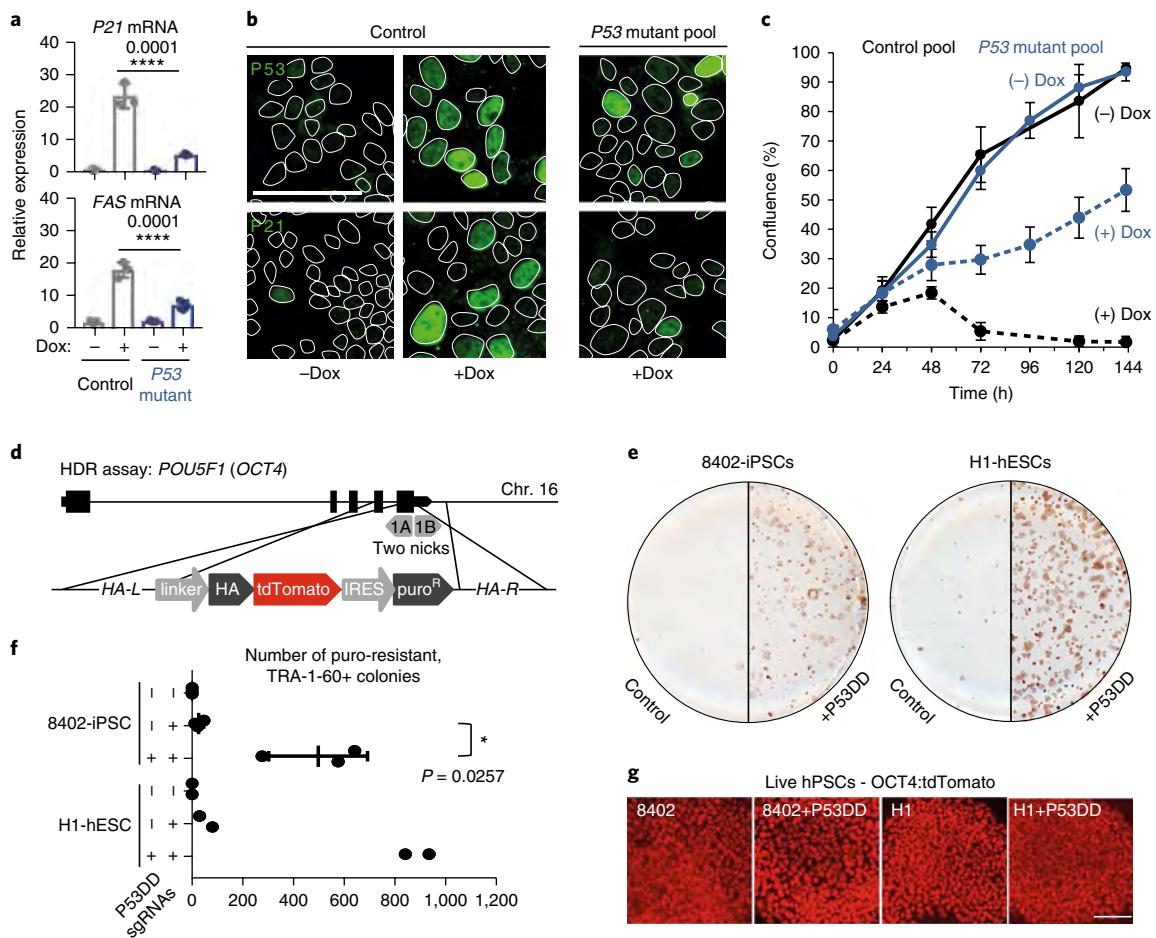 a
P21 mRNA
0.0001
****
40
30
20
10
0
FAS mRNA
0.0001
****
40
30
20
10
0
Relative expression
Dox: – + – +
Control
P53
mutant
b
Control
P53 mutant pool
P53
P21
–Dox
+Dox
+Dox
c
Control pool
P53 mutant pool
(–) Dox
(–) Dox
(+) Dox
(+) Dox
100
90
80
70
60
50
40
30
20
10
0
Confluence (%)
0 24 48 72 96 120 144
Time (h)
d
HDR assay: POU5F1 (OCT4)
Chr. 16
1A 1B
Two nicks
HA-L
linker
HA
tdTomato
IRES
puroR
HA-R
e
8402-iPSCs
H1-hESCs
Control
+P53DD
Control
+P53DD
f
Number of puro-resistant,
TRA-1-60+ colonies
8402-iPSC
– –
– +
+ +
*
P = 0.0257
H1-hESC
– –
– +
+ +
P53DD
sgRNAs
0 200 400 600 800 1,000 1,200
g
Live hPSCs - OCT4:tdTomato
8402
8402+P53DD
H1
H1+P53DD